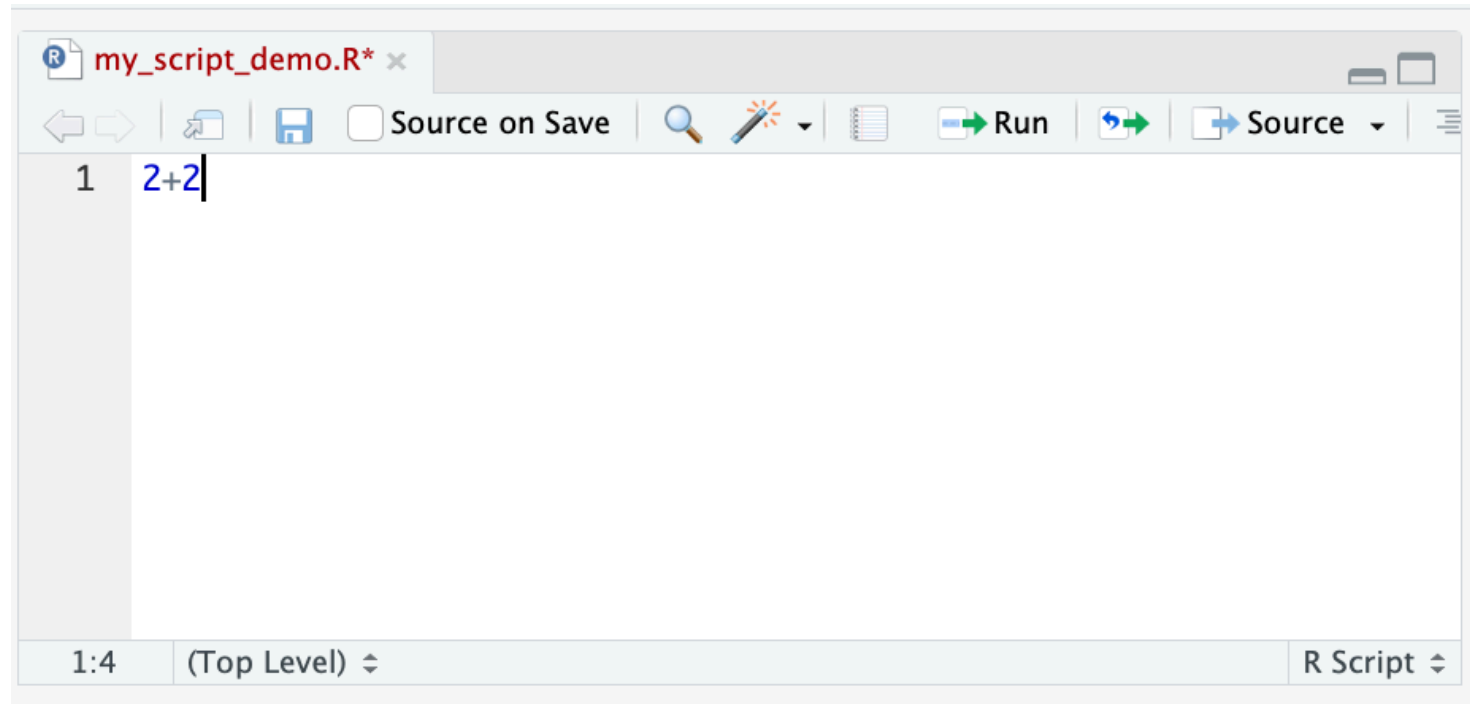 R my_script_demo.R*
Source on Save Run Source
1 2+2
1:4 (Top Level) R Script